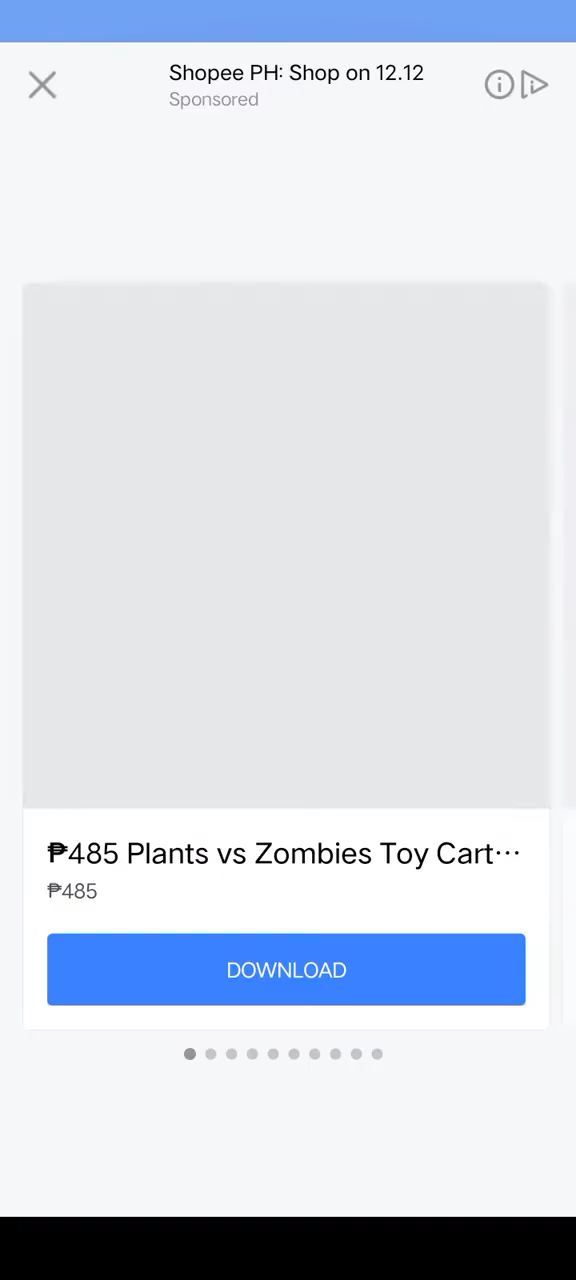 Shopee PH: Shop on 12.12
Sponsored
₱485 Plants vs Zombies Toy Cart···
₱485
DOWNLOAD